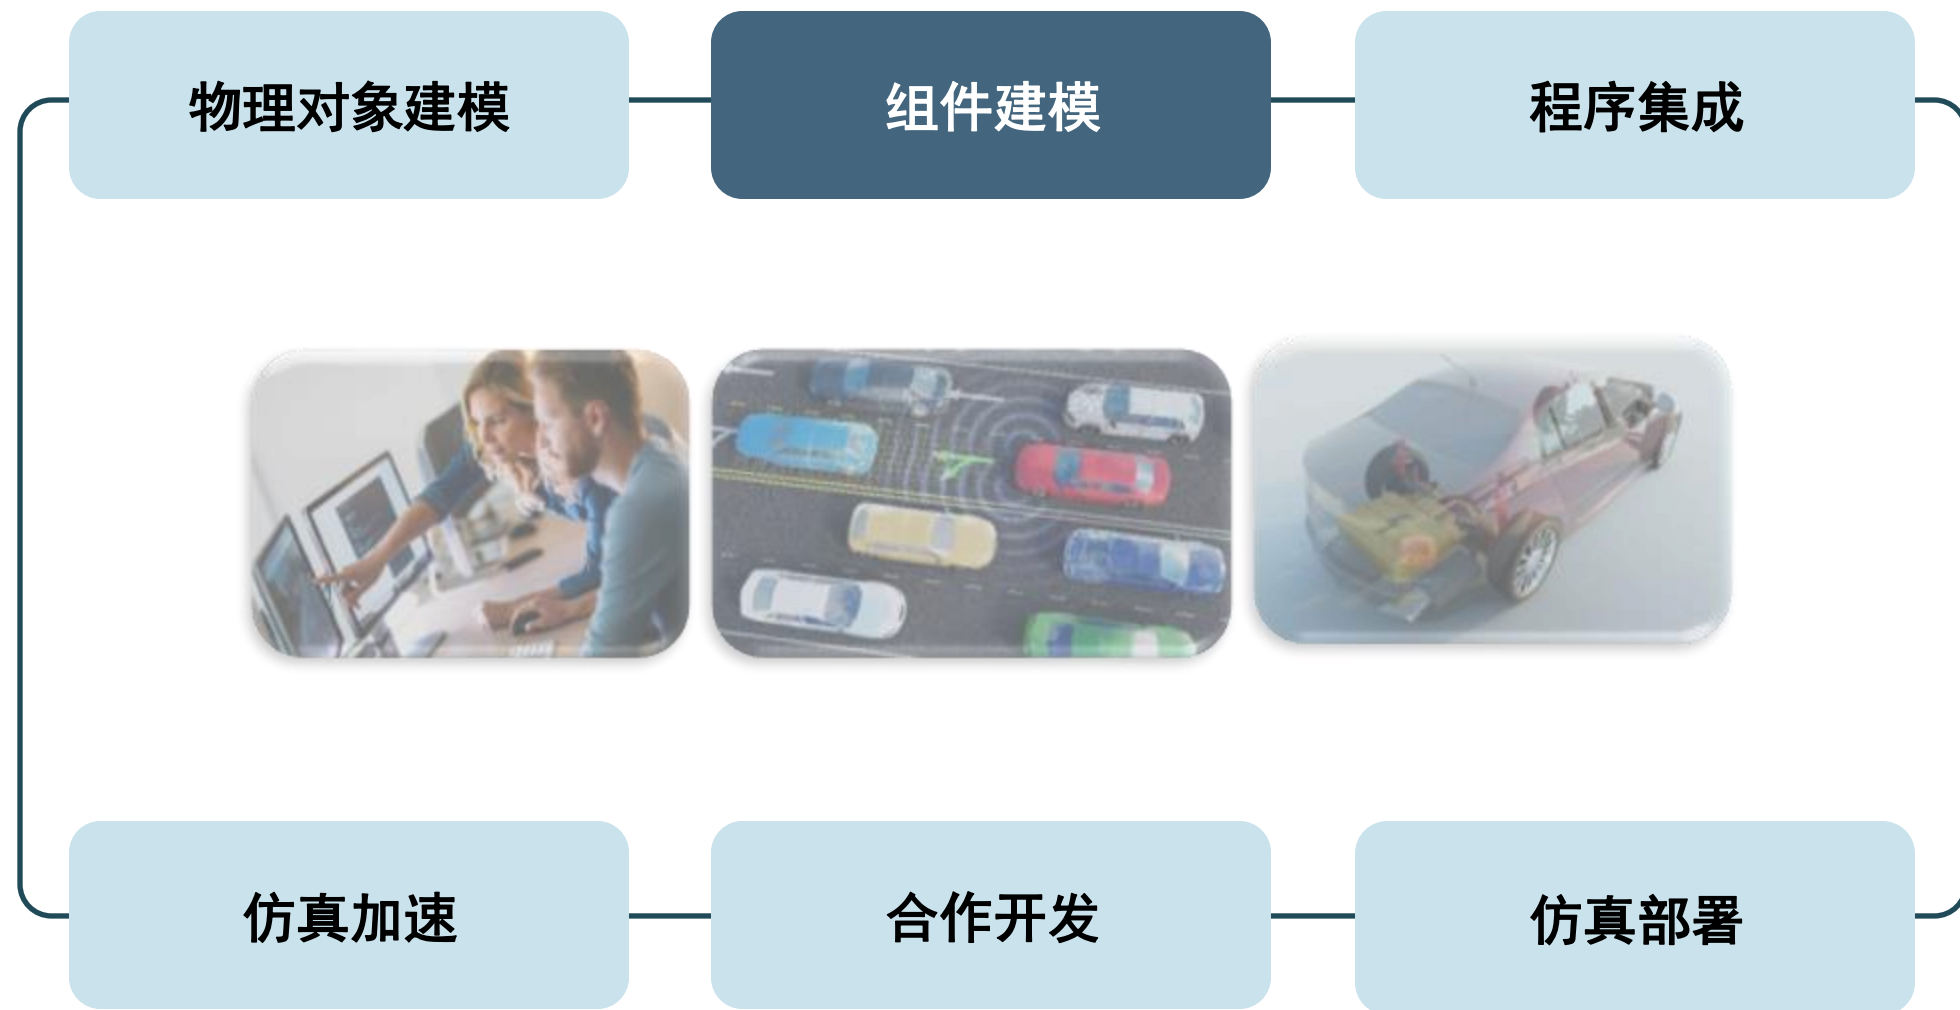 物理对象建模
组件建模
程序集成
仿真加速
合作开发
仿真部署